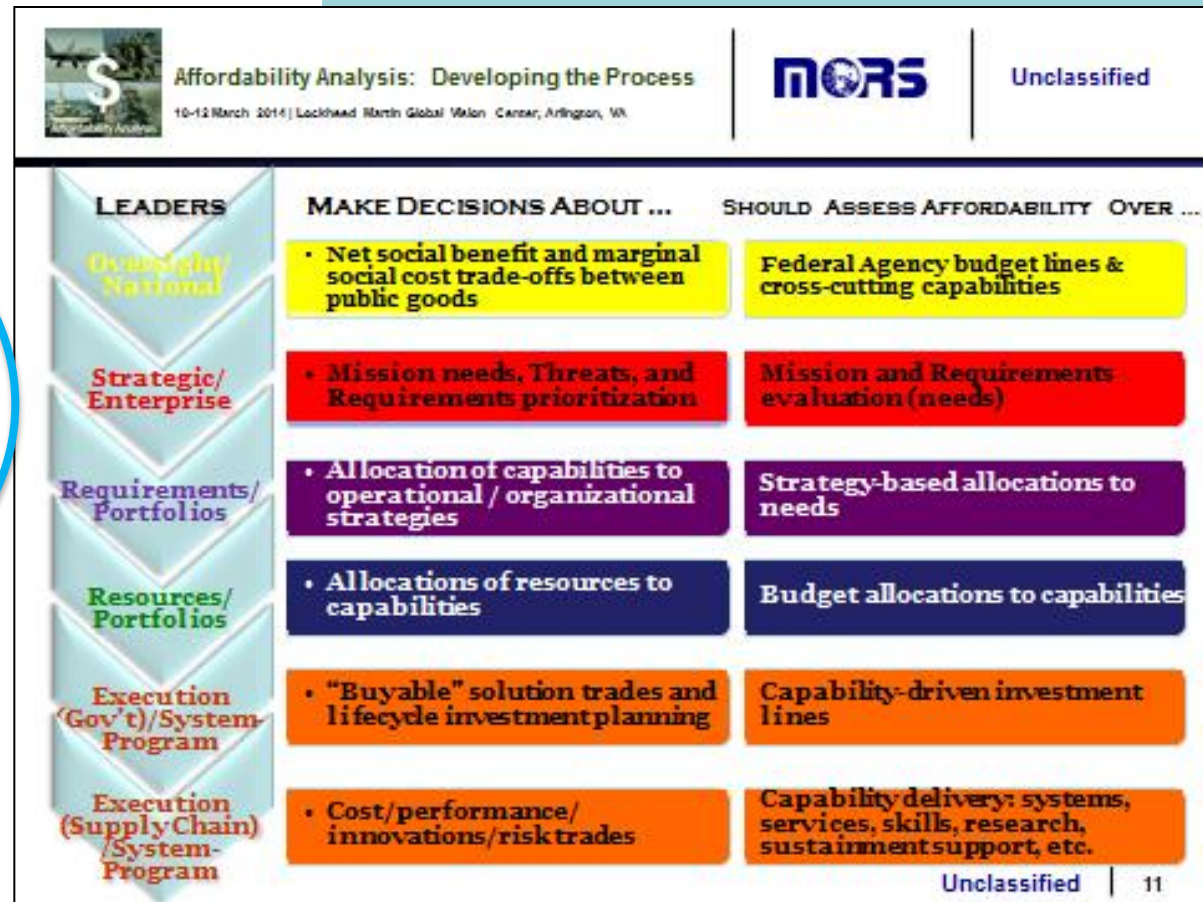 $
Affordability Analysis
Affordability Analysis: Developing the Process
10-12 March 2014 | Lockheed Martin Global Vision Center, Arlington, VA
MORS
Unclassified
LEADERS
MAKE DECISIONS ABOUT ...
SHOULD ASSESS AFFORDABILITY OVER ...
Oversight/
National
• Net social benefit and marginal
social cost trade-offs between
public goods
Federal Agency budget lines &
cross-cutting capabilities
Strategic/
Enterprise
• Mission needs, Threats, and
Requirements prioritization
Mission and Requirements
evaluation (needs)
Requirements/
Portfolios
• Allocation of capabilities to
operational / organizational
strategies
Strategy-based allocations to
needs
Resources/
Portfolios
• Allocations of resources to
capabilities
Budget allocations to capabilities
Execution
(Gov't)/System-
Program
• "Buyable" solution trades and
lifecycle investment planning
Capability-driven investment
lines
Execution
(Supply Chain)
/System-
Program
• Cost/performance/
innovations/risk trades
Capability delivery: systems,
services, skills, research,
sustainment support, etc.
Unclassified | 11